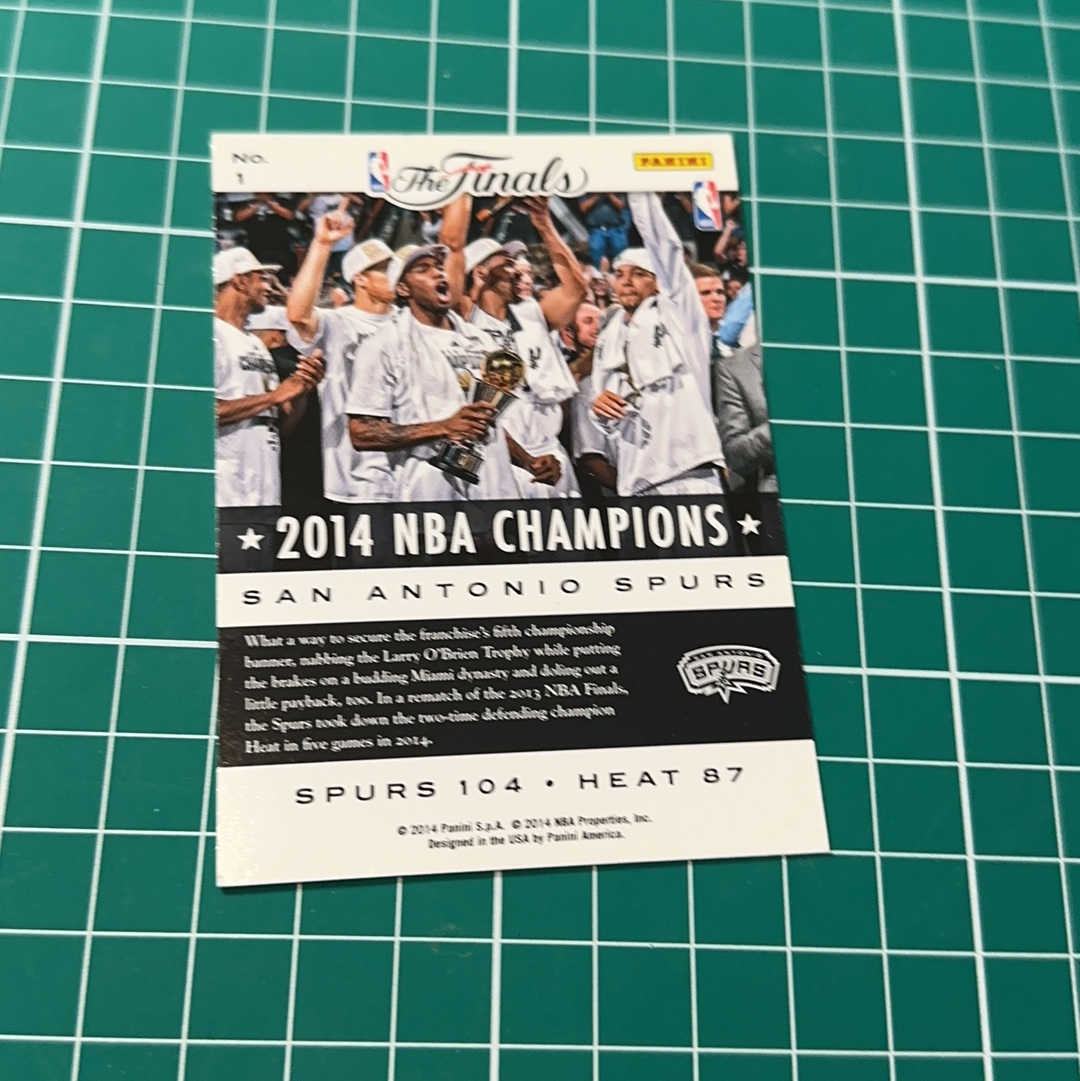 No.
1
The Finals
PANINI
2014 NBA CHAMPIONS
SAN ANTONIO SPURS
What a way to secure the franchise's fifth championship
banner, nabbing the Larry O'Brien Trophy while putting
the brakes on a budding Miami dynasty and doling out a
little payback, too. In a rematch of the 2013 NBA Finals,
the Spurs took down the two-time defending champion
Heat in five games in 2014.
SAN ANTONIO
SPURS
SPURS 104 • HEAT 87
© 2014 Panini S.p.A. © 2014 NBA Properties, Inc.
Designed in the USA by Panini America.